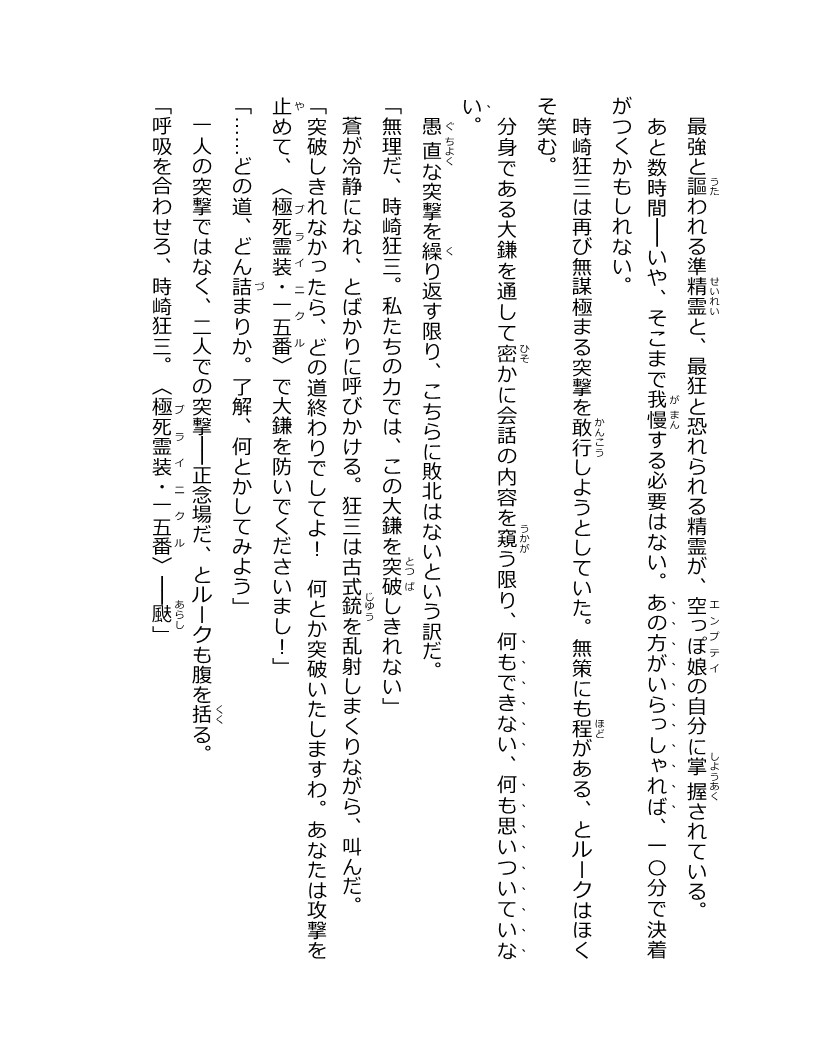 最強と謳われる準精霊と、最狂と恐れられる精霊が、空っぽ娘の自分に掌握されている。
あと数時間――いや、そこまで我慢する必要はない。あの方がいらっしゃれば、一〇分で決着
がつくかもしれない。
時崎狂三は再び無謀極まる突撃を敢行しようとしていた。無策にも程がある、とルークはほく
そ笑む。
分身である大鎌を通して密かに会話の内容を窺う限り、何もできない、何も思いついていな
い。
愚直な突撃を繰り返す限り、こちらに敗北はないという訳だ。
「無理だ、時崎狂三。私たちの力では、この大鎌を突破しきれない」
蒼が冷静になれ、とばかりに呼びかける。狂三は古式銃を乱射しまくりながら、叫んだ。
「突破しきれなかったら、どの道終わりでしてよ！　何とか突破いたしますわ。あなたは攻撃を
止めて、〈極死霊装・一五番〉で大鎌を防いでくださいまし！」
「……どの道、どん詰まりか。了解、何とかしてみよう」
一人の突撃ではなく、二人での突撃――正念場だ、とルークも腹を括る。
「呼吸を合わせろ、時崎狂三。〈極死霊装・一五番〉――颫」